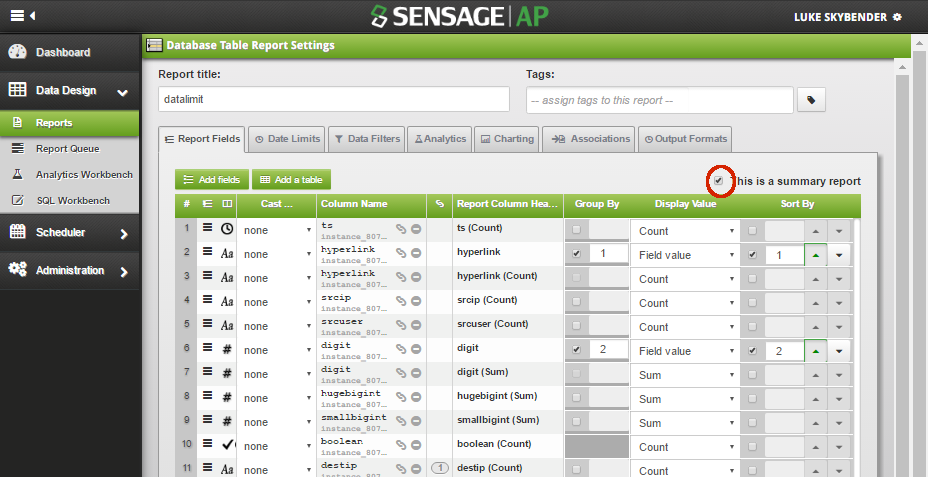 SENSAGE AP
LUKE SKYBENDER
Dashboard
Data Design
Reports
Report Queue
Analytics Workbench
SQL Workbench
Scheduler
Administration
Database Table Report Settings
Report title:
Tags:
datalimit
-- assign tags to this report --
Report Fields Date Limits Data Filters Analytics Charting Associations Output Formats
Add fields Add a table This is a summary report
# Cast ... Column Name Report Column Hea... Group By Display Value Sort By
1 none ts ts (Count) Count
instance_807...
2 Aa none hyperlink hyperlink 1 Field value 1
instance_807...
3 Aa none hyperlink hyperlink (Count) Count
instance_807...
4 Aa none srcip srcip (Count) Count
instance_807...
5 Aa none srcuser srcuser (Count) Count
instance_807...
6 # none digit digit 2 Field value 2
instance_807...
7 # none digit digit (Sum) Sum
instance_807...
8 # none hugebigint hugebigint (Sum) Sum
instance_807...
9 # none smallbigint smallbigint (Sum) Sum
instance_807...
10 none boolean boolean (Count) Count
instance_807...
11 Aa none destip 1 destip (Count) Count
instance_807...